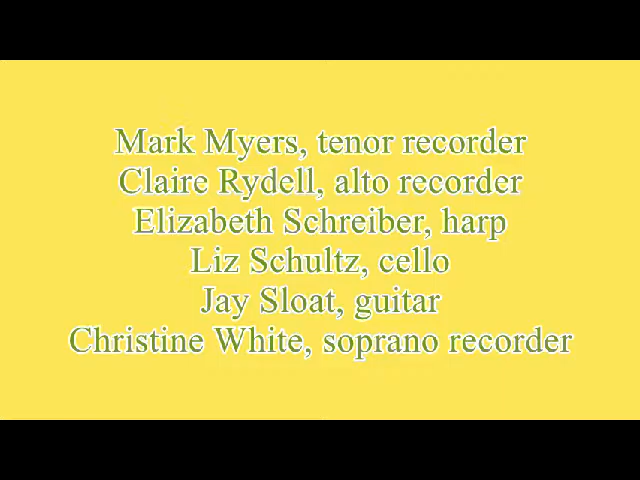 Mark Myers, tenor recorder
Claire Rydell, alto recorder
Elizabeth Schreiber, harp
Liz Schultz, cello
Jay Sloat, guitar
Christine White, soprano recorder